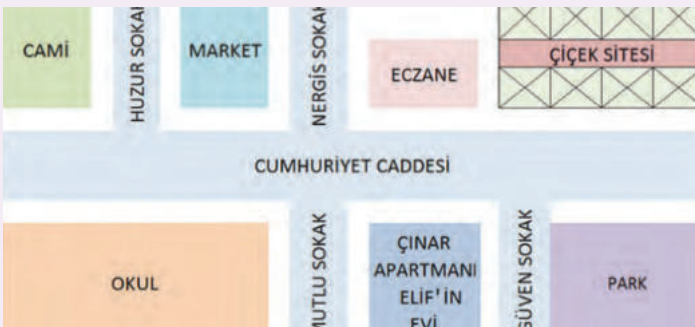 CAMİ
HUZUR SOKAK
MARKET
NERGİS SOKAK
ECZANE
ÇİÇEK SİTESİ
CUMHURİYET CADDESİ
OKUL
MUTLU SOKAK
ÇINAR
APARTMANI
ELİF'İN
EVİ
GÜVEN SOKAK
PARK